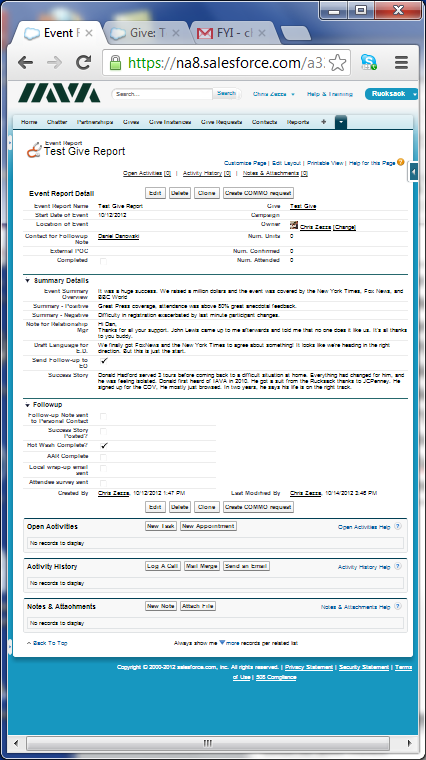 Event F
Give: T
FYI - cl
https://na8.salesforce.com/a3
IAVA
Search...
Search
Chris Zezza
Help & Training
Rucksack
Home Chatter Partnerships Gives Give Instances Give Requests Contacts Reports +
Event Report
Test Give Report
Customize Page | Edit Layout | Printable View | Help for this Page
Open Activities [0] | Activity History [0] | Notes & Attachments [0]
Event Report Detail Edit Delete Clone Create COMMO request
Event Report Name Test Give Report Give Test Give
Start Date of Event 10/12/2012 Campaign
Location of Event Owner Chris Zezza [Change]
Contact for Followup Daniel Danowski Num. Units 0
Note
External POC Num. Confirmed 0
Completed Num. Attended 0
Summary Details
Event Summary It was a huge success. We raised a million dollars and the event was covered by the New York Times, Fox News, and
Overview BBC World
Summary - Positive Great Press coverage, attendance was above 80% great anecdotal feedback.
Summary - Negative Difficulty in registration exacerbated by last minute participant changes.
Note for Relationship Hi Dan,
Mgr Thanks for all your support. John Lewis came up to me afterwards and told me that no one does it like us. It's all thanks
to you buddy.
Draft Language for We finally got FoxNews and the New York Times to agree about something! It looks like we're heading in the right
E.D. direction. But this is just the start.
Send Follow-up to
ED
Success Story Donald Hadford served 2 tours before coming back to a difficult situation at home. Everything had changed for him, and
he was feeling isolated. Donald first heard of IAVA in 2010. He got a suit from the Rucksack thanks to JCPenney. He
signed up for the COV. He mostly just browsed. In two years, he says his life is on the right track.
Followup
Follow-up Note sent
to Personal Contact
Success Story
Posted?
Hot Wash Complete?
AAR Complete
Local wrap-up email
sent
Attendee survey sent
Created By Chris Zezza, 10/12/2012 1:47 PM Last Modified By Chris Zezza, 10/14/2012 3:46 PM
Edit Delete Clone Create COMMO request
Open Activities New Task New Appointment Open Activities Help ?
No records to display
Activity History Log A Call Mail Merge Send an Email Activity History Help ?
No records to display
Notes & Attachments New Note Attach File Notes & Attachments Help ?
No records to display
Back To Top Always show me more records per related list
Copyright © 2000-2012 salesforce.com, inc. All rights reserved. | Privacy Statement | Security Statement | Terms
of Use | 508 Compliance